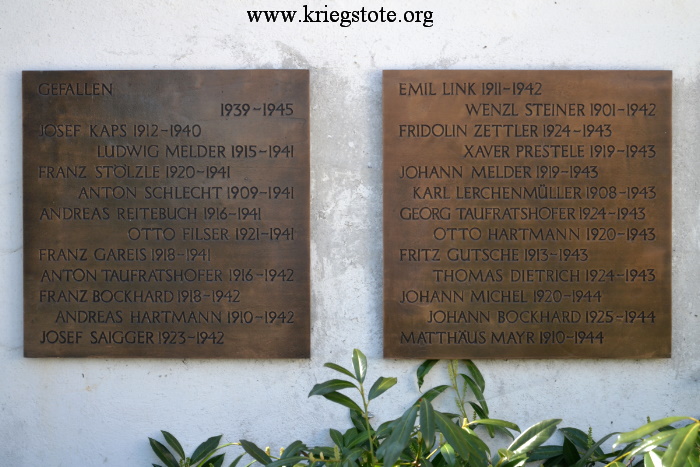 www.kriegstote.org
GEFALLEN
1939-1945
JOSEF KAPS 1912-1940
LUDWIG MELDER 1915-1941
FRANZ STÖLZLE 1920-1941
ANTON SCHLECHT 1909-1941
ANDREAS REITEBUCH 1916-1941
OTTO FILSER 1921-1941
FRANZ GAREIS 1918-1941
ANTON TAUFRATSHOFER 1916-1942
FRANZ BOCKHARD 1918-1942
ANDREAS HARTMANN 1910-1942
JOSEF SAIGGER 1923-1942
EMIL LINK 1911-1942
WENZL STEINER 1901-1942
FRIDOLIN ZETTLER 1924-1943
XAVER PRESTELE 1919-1943
JOHANN MELDER 1919-1943
KARL LERCHENMÜLLER 1908-1943
GEORG TAUFRATSHOFER 1924-1943
OTTO HARTMANN 1920-1943
FRITZ GUTSCHE 1913-1943
THOMAS DIETRICH 1924-1943
JOHANN MICHEL 1920-1944
JOHANN BOCKHARD 1925-1944
MATTHÄUS MAYR 1910-1944